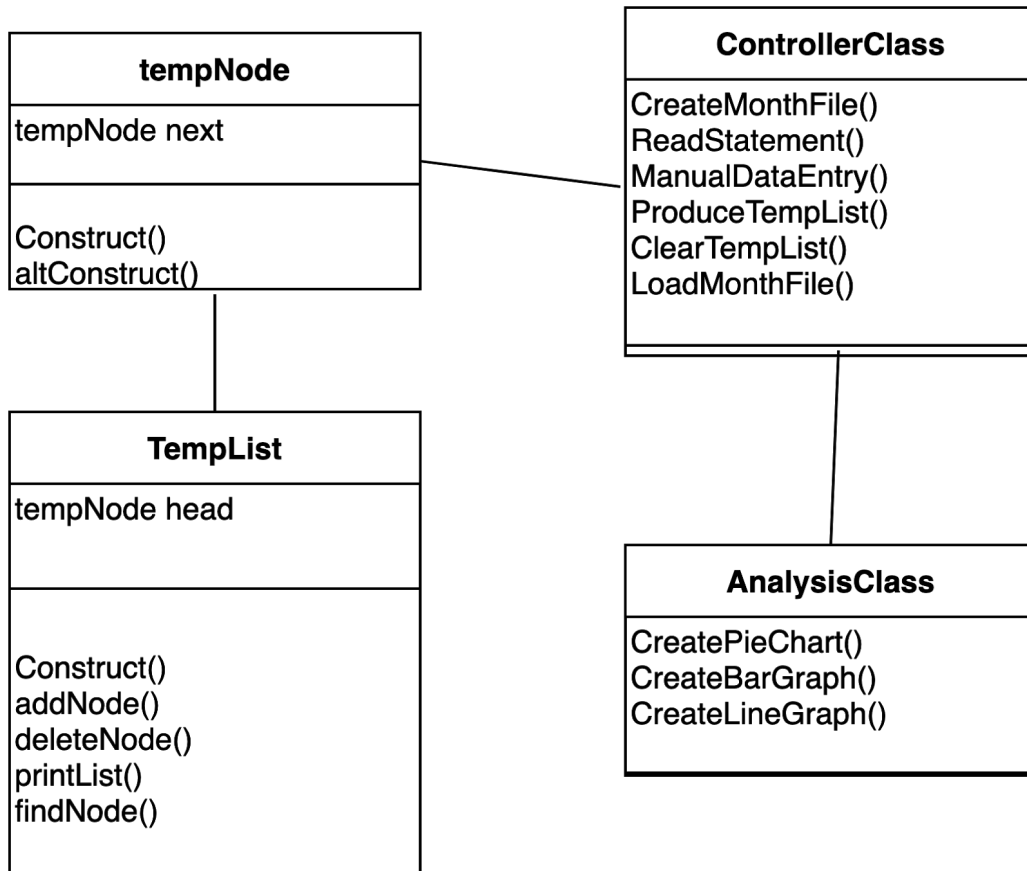 tempNode
tempNode next
Construct()
altConstruct()
ControllerClass
CreateMonthFile()
ReadStatement()
ManualDataEntry()
ProduceTempList()
ClearTempList()
LoadMonthFile()
TempList
tempNode head
Construct()
addNode()
deleteNode()
printList()
findNode()
AnalysisClass
CreatePieChart()
CreateBarGraph()
CreateLineGraph()